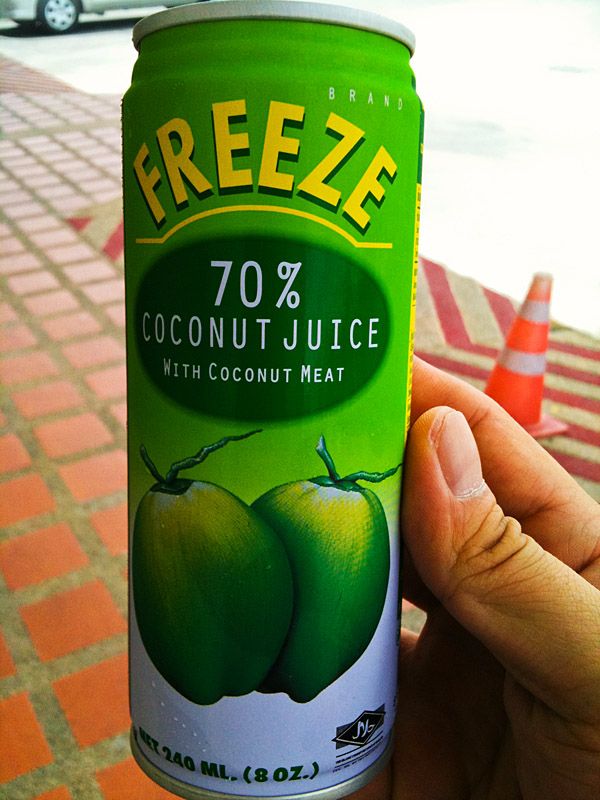 BRAND
FREEZE
70%
COCONUT JUICE
WITH COCONUT MEAT
NET 240 ML. (8 OZ.)